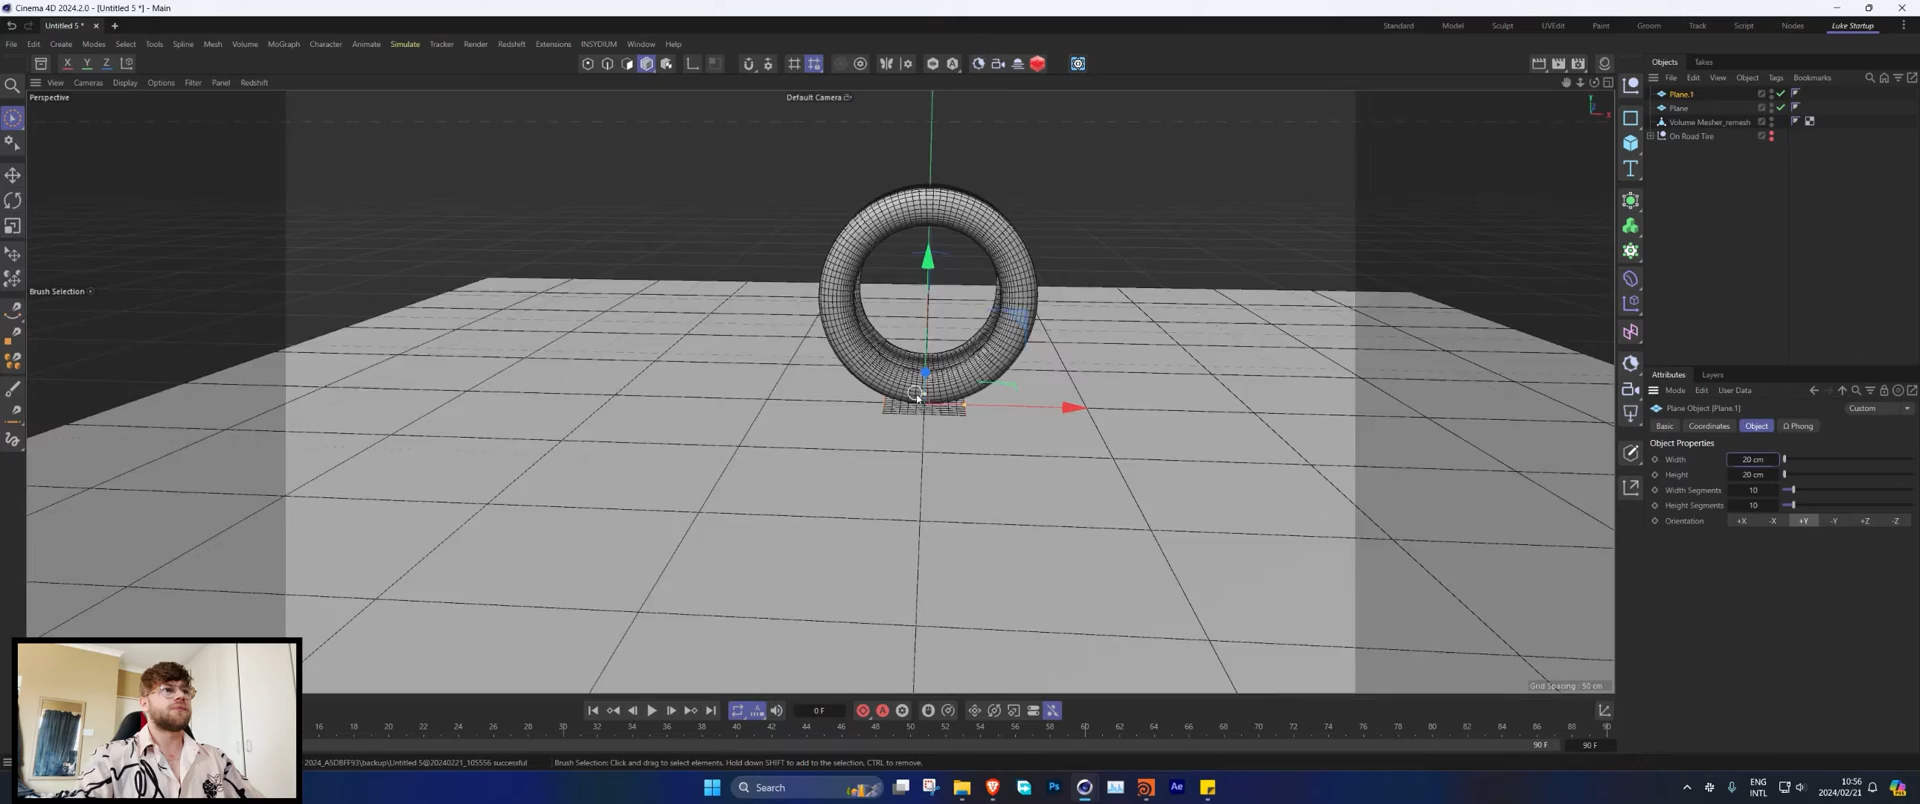 Cinema 4D 2024.2.0 - [Untitled 5 *] - Main
Untitled 5 *
Standard Model Sculpt UVEdit Paint Groom Track Script Nodes Luke Startup
File Edit Create Modes Select Tools Spline Mesh Volume MoGraph Character Animate Simulate Tracker Render Redshift Extensions INSYDIUM Window Help
Objects Takes
X Y Z
View Cameras Display Options Filter Panel Redshift
File Edit View Object Tags Bookmarks
Perspective
Default Camera
Plane.1
Plane
Volume Mesher_remesh
On Road Tire
Brush Selection
Attributes Layers
Mode Edit User Data
Plane Object [Plane.1]
Custom
Basic Coordinates Object Phong
Object Properties
Width 20 cm
Height 20 cm
Width Segments 10
Height Segments 10
Orientation +X -X +Y -Y +Z -Z
Grid Spacing : 50 cm
0 F
16 18 20 22 24 26 28 30 32 34 36 38 40 42 44 46 48 50 52 54 56 58 60 62 64 66 68 70 72 74 76 78 80 82 84 86 88 90
90 F 90 F
2024_A5DBFF93\backup\Untitled 5@20240221_105556 successful
Brush Selection: Click and drag to select elements. Hold down SHIFT to add to the selection, CTRL to remove.
Search
Ps
Ae
ENG
INTL
10:56
2024/02/21